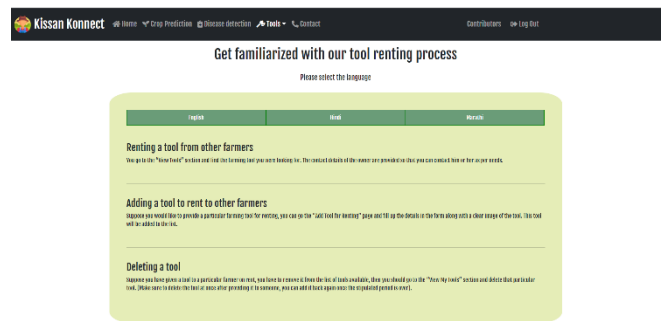 Kissan Konnect Home Crop Prediction Disease detection Tools Contact Contributors Log Out
Get familiarized with our tool renting process
Please select the language
English Hindi Marathi
Renting a tool from other farmers
You go to the "View Tools" section and find the farming tool you were looking for. The contact details of the owner are provided so that you can contact him or her as per needs.
Adding a tool to rent to other farmers
Suppose you would like to provide a particular farming tool for renting, you can go the "Add Tool for Renting" page and fill up the details in the form along with a clear image of the tool. This tool
will be added to the list.
Deleting a tool
Suppose you have given a tool to a particular farmer on rent, you have to remove it from the list of tools available, then you should go to the "View My Tools" section and delete that particular
tool. (Make sure to delete the tool at once after providing it to someone, you can add it back again once the stipulated period is over).